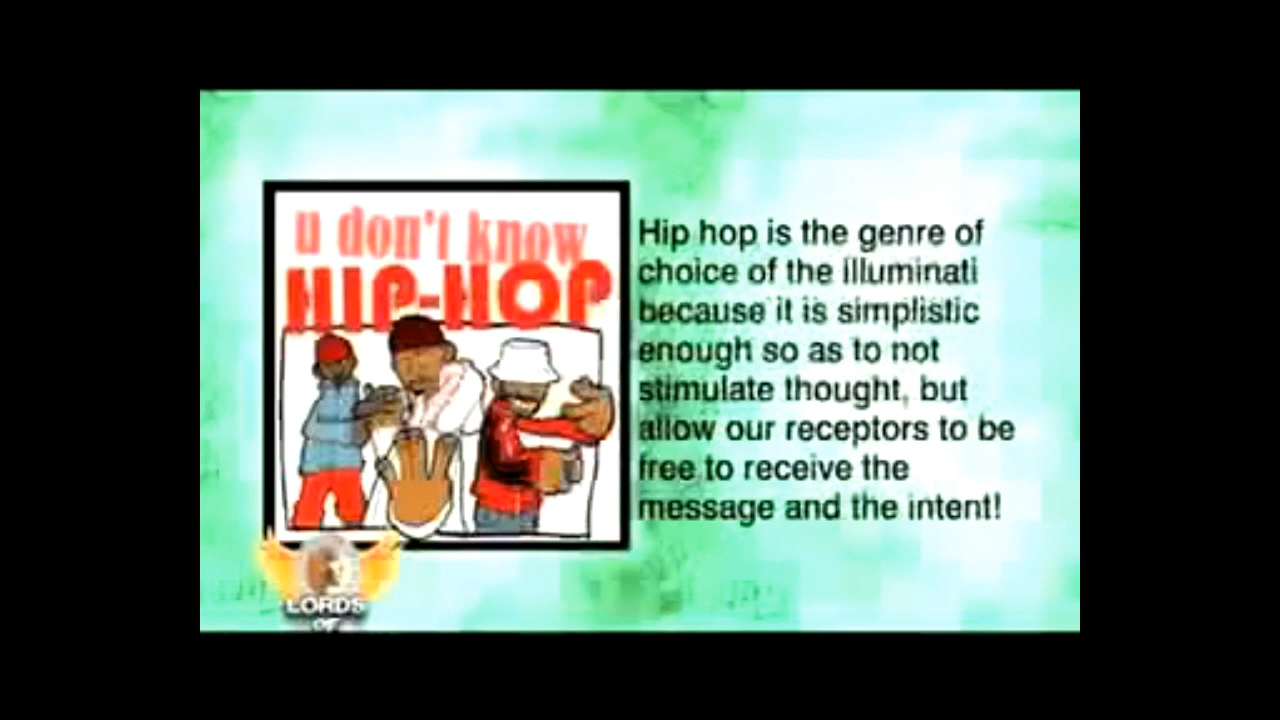 u don't know
HIP-HOP
Hip hop is the genre of
choice of the illuminati
because it is simplistic
enough so as to not
stimulate thought, but
allow our receptors to be
free to receive the
message and the intent!
LORDS
OF